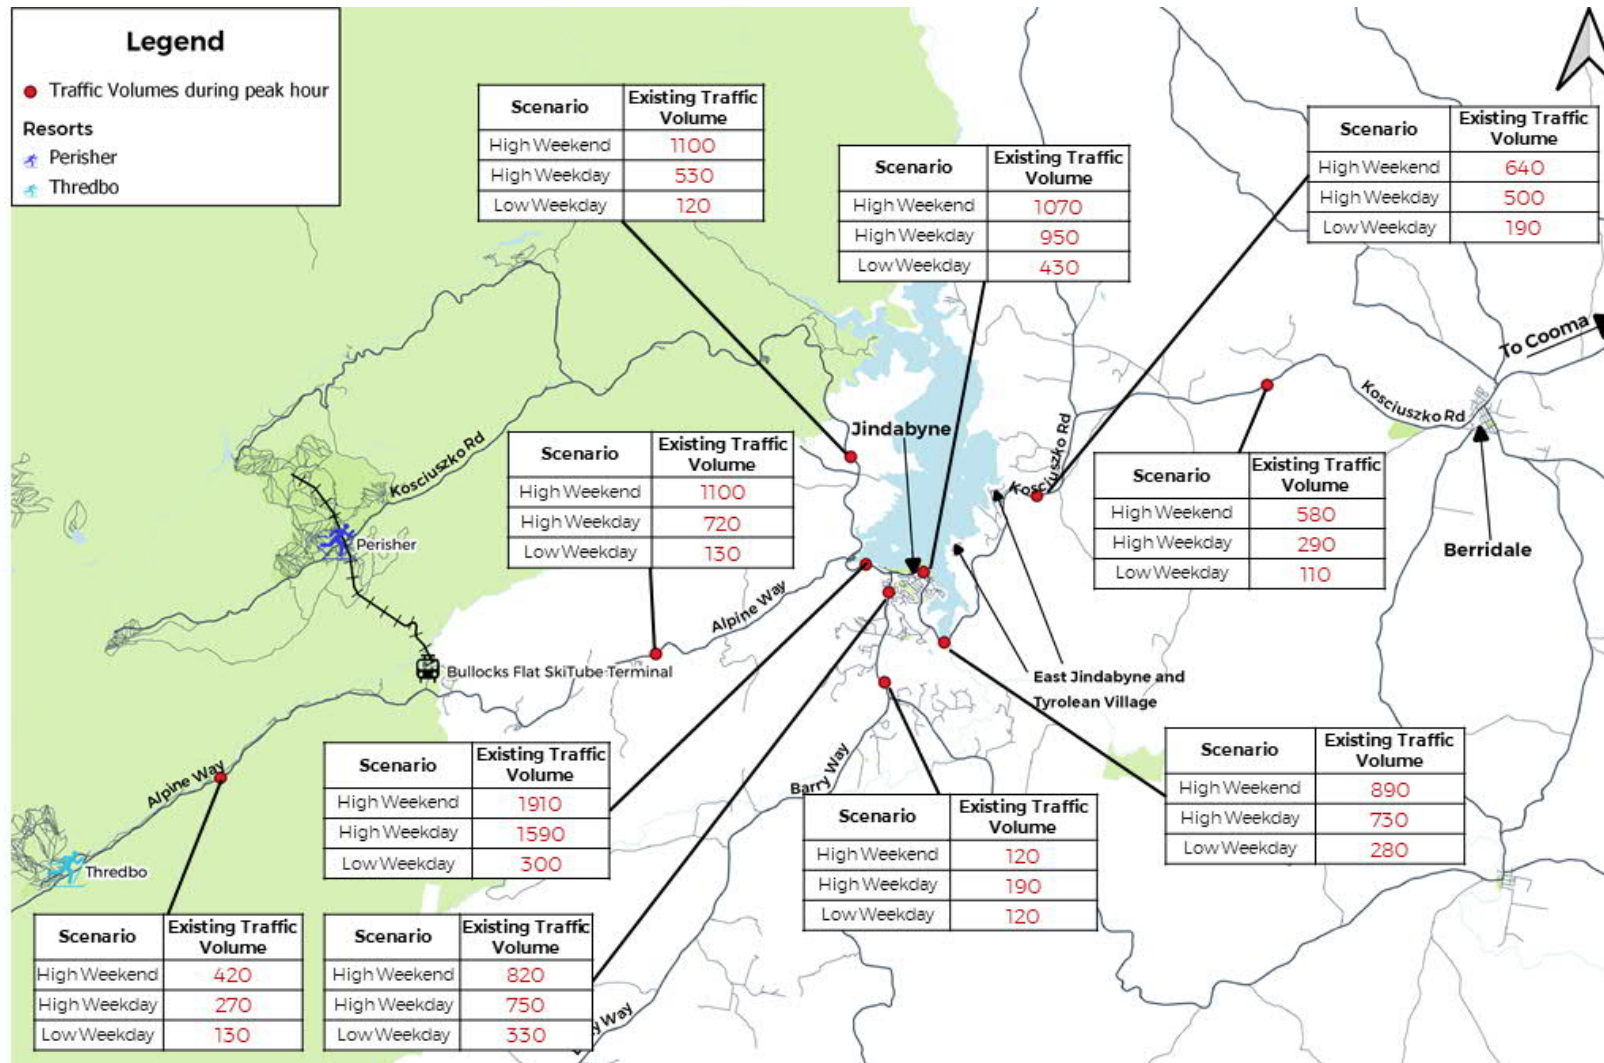 Legend
Traffic Volumes during peak hour
Resorts
Perisher
Thredbo
Scenario Existing Traffic Volume
High Weekend 1100
High Weekday 530
Low Weekday 120
Scenario Existing Traffic Volume
High Weekend 1070
High Weekday 950
Low Weekday 430
Scenario Existing Traffic Volume
High Weekend 640
High Weekday 500
Low Weekday 190
To Cooma
Kosciuszko Rd
Jindabyne
Kosciuszko Rd
Kosciuszko Rd
Kosciuszko Rd
Scenario Existing Traffic Volume
High Weekend 1100
High Weekday 720
Low Weekday 130
Scenario Existing Traffic Volume
High Weekend 580
High Weekday 290
Low Weekday 110
Berridale
Perisher
Alpine Way
Bullocks Flat SkiTube Terminal
East Jindabyne and
Tyrolean Village
Alpine Way
Barry Way
Thredbo
Scenario Existing Traffic Volume
High Weekend 1910
High Weekday 1590
Low Weekday 300
Scenario Existing Traffic Volume
High Weekend 890
High Weekday 730
Low Weekday 280
Scenario Existing Traffic Volume
High Weekend 120
High Weekday 190
Low Weekday 120
Scenario Existing Traffic Volume
High Weekend 420
High Weekday 270
Low Weekday 130
Scenario Existing Traffic Volume
High Weekend 820
High Weekday 750
Low Weekday 330
Way